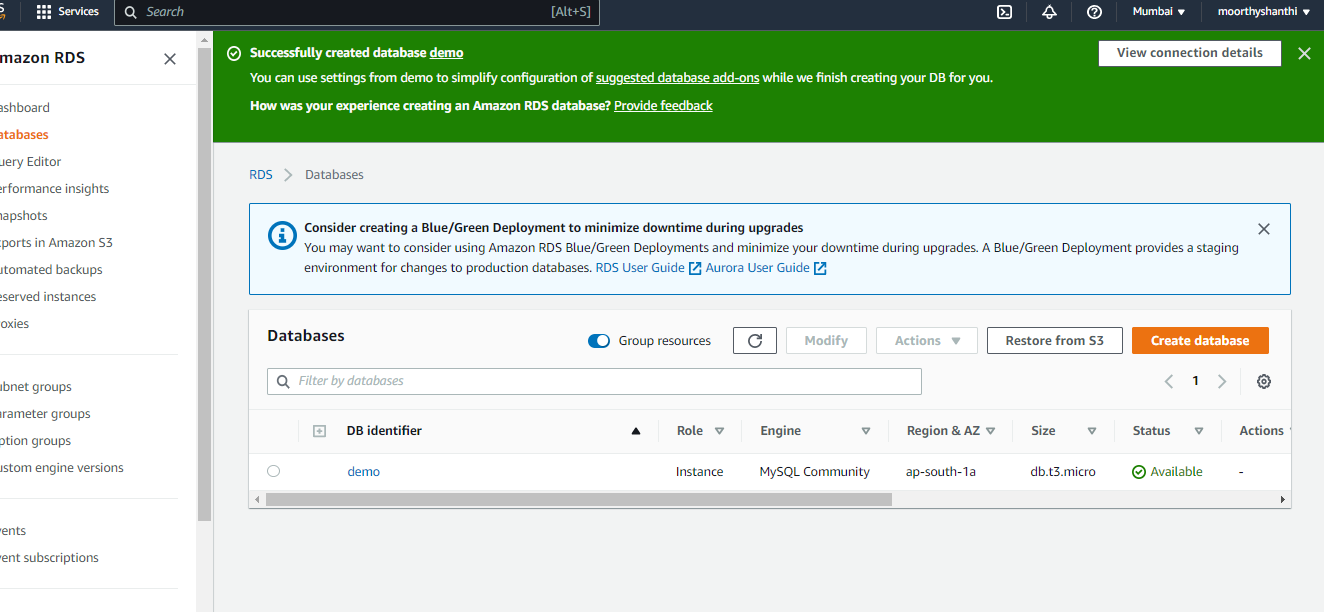 Services
Search [Alt+S]
Mumbai
moorthyshanthi
mazon RDS
ashboard
atabases
uery Editor
erformance insights
napshots
xports in Amazon S3
utomated backups
eserved instances
roxies
ubnet groups
arameter groups
ption groups
ustom engine versions
vents
vent subscriptions
Successfully created database demo
View connection details
You can use settings from demo to simplify configuration of suggested database add-ons while we finish creating your DB for you.
How was your experience creating an Amazon RDS database? Provide feedback
RDS Databases
Consider creating a Blue/Green Deployment to minimize downtime during upgrades
You may want to consider using Amazon RDS Blue/Green Deployments and minimize your downtime during upgrades. A Blue/Green Deployment provides a staging
environment for changes to production databases. RDS User Guide Aurora User Guide
Databases
Group resources
Modify
Actions
Restore from S3
Create database
Filter by databases
1
DB identifier Role Engine Region & AZ Size Status Actions
demo Instance MySQL Community ap-south-1a db.t3.micro Available -